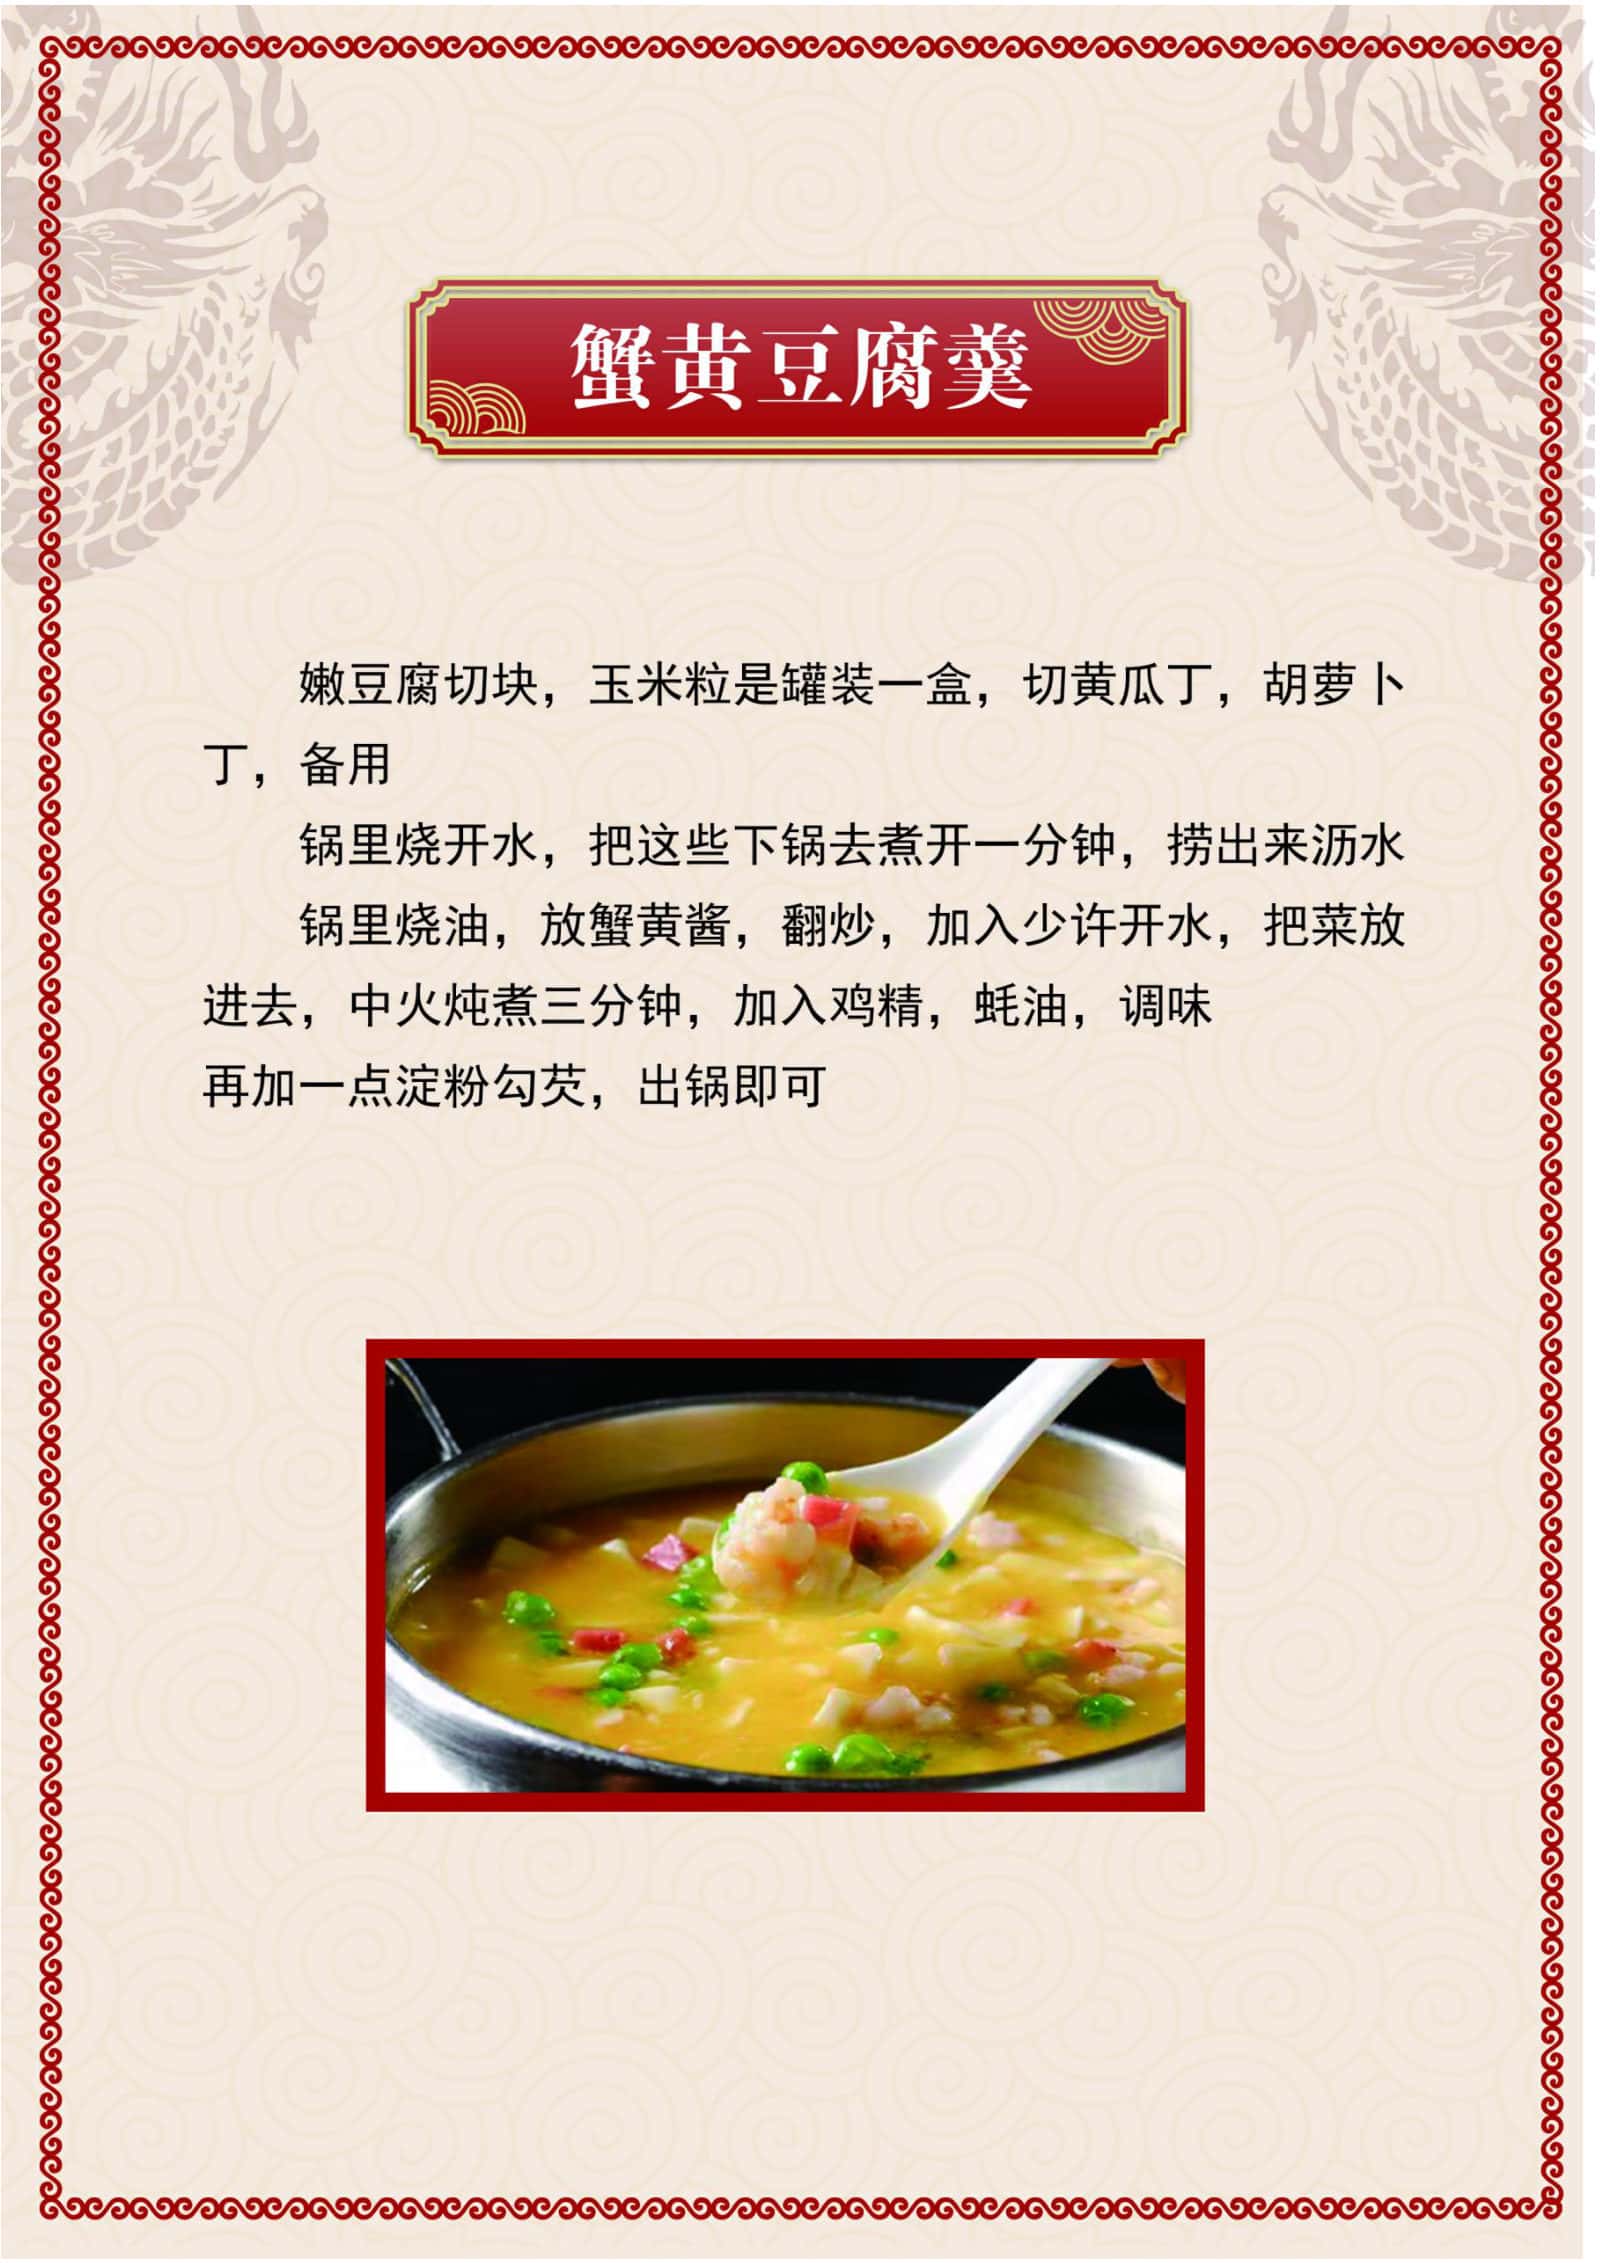 蟹黄豆腐羹
嫩豆腐切块，玉米粒是罐装一盒，切黄瓜丁，胡萝卜
丁，备用
锅里烧开水，把这些下锅去煮开一分钟，捞出来沥水
锅里烧油，放蟹黄酱，翻炒，加入少许开水，把菜放
进去，中火炖煮三分钟，加入鸡精，蚝油，调味
再加一点淀粉勾芡，出锅即可